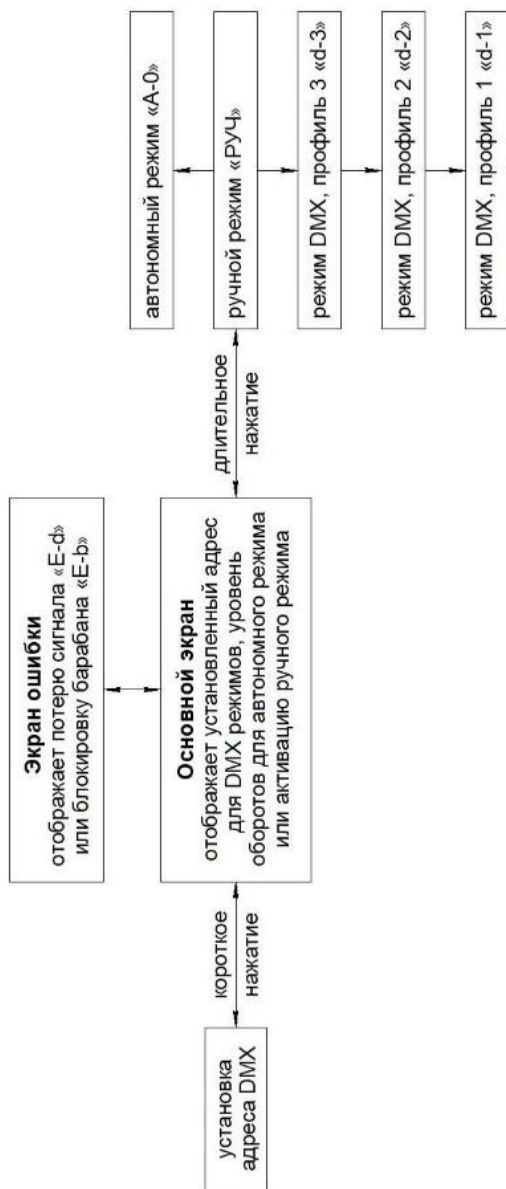 Экран ошибки
отображает потерю сигнала «E-d»
или блокировку барабана «E-b»
установка
адреса DMX
короткое
нажатие
Основной экран
отображает установленный адрес
для DMX режимов, уровень
оборотов для автономного режима
или активацию ручного режима
длительное
нажатие
автономный режим «А-0»
ручной режим «РУЧ»
режим DMX, профиль 3 «d-3»
режим DMX, профиль 2 «d-2»
режим DMX, профиль 1 «d-1»